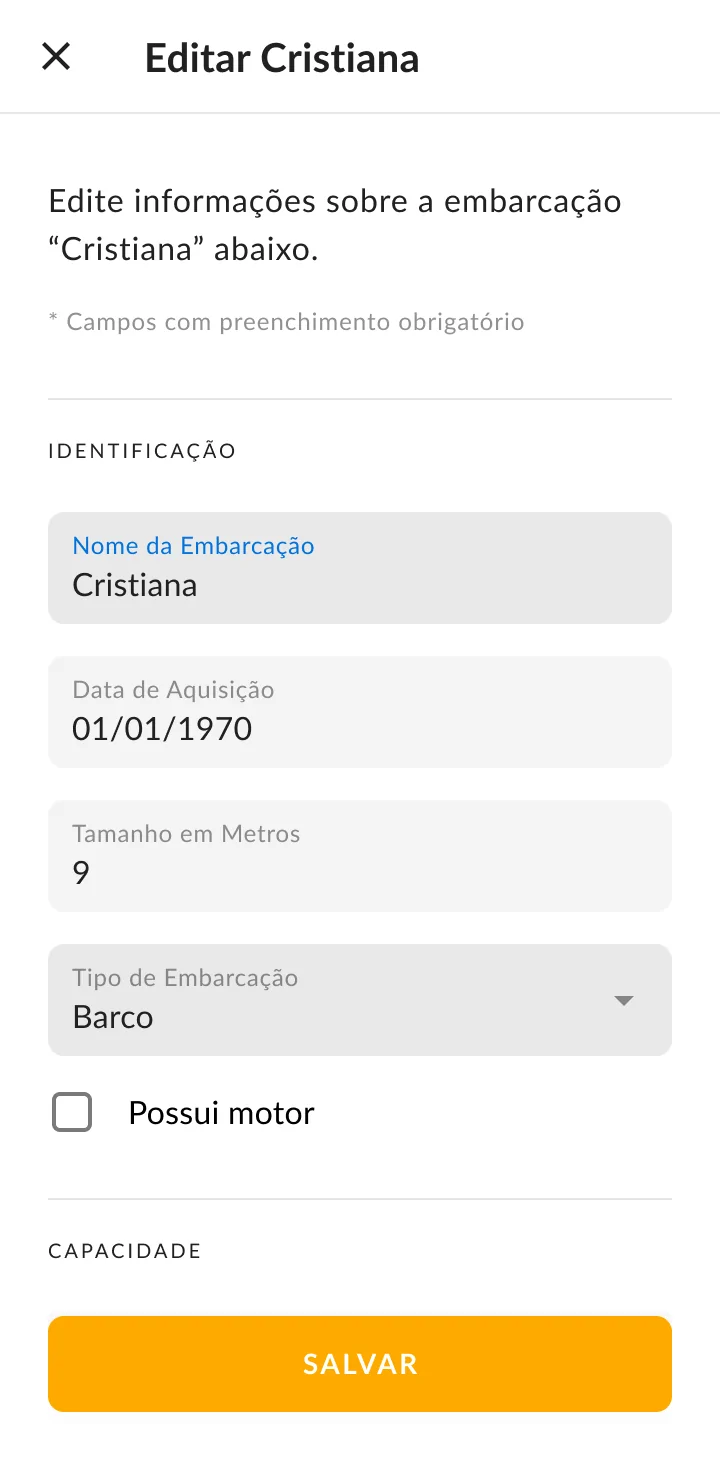 Editar Cristiana
Edite informações sobre a embarcação
“Cristiana” abaixo.
* Campos com preenchimento obrigatório
IDENTIFICAÇÃO
Nome da Embarcação
Cristiana
Data de Aquisição
01/01/1970
Tamanho em Metros
9
Tipo de Embarcação
Barco
Possui motor
CAPACIDADE
SALVAR